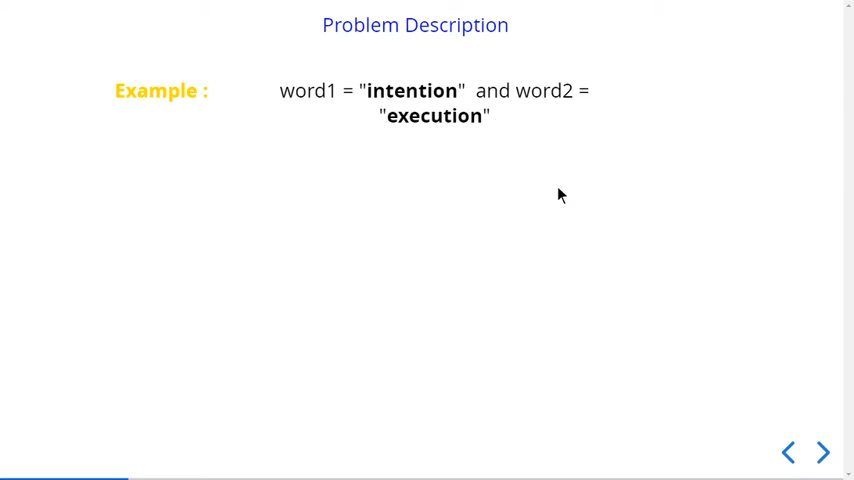 Problem Description
Example : word1 = "intention" and word2 =
"execution"